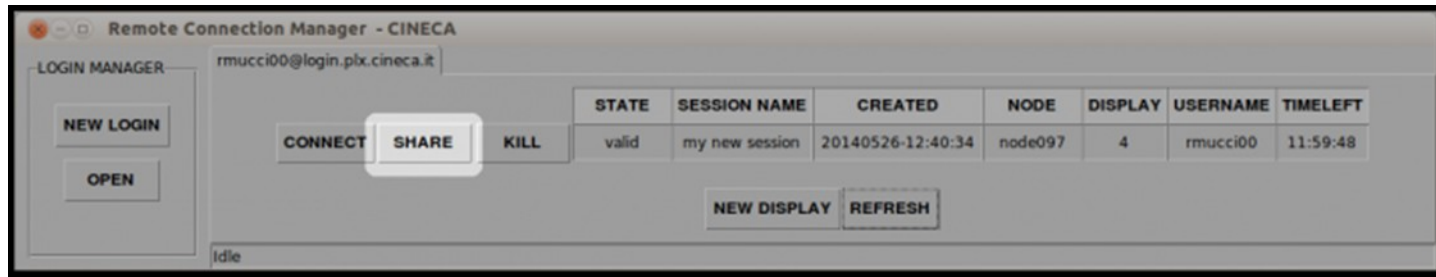 Remote Connection Manager - CINECA
LOGIN MANAGER
NEW LOGIN
OPEN
rmucci00@login.plx.cineca.it
STATE SESSION NAME CREATED NODE DISPLAY USERNAME TIMELEFT
CONNECT SHARE KILL valid my new session 20140526-12:40:34 node097 4 rmucci00 11:59:48
NEW DISPLAY REFRESH
Idle